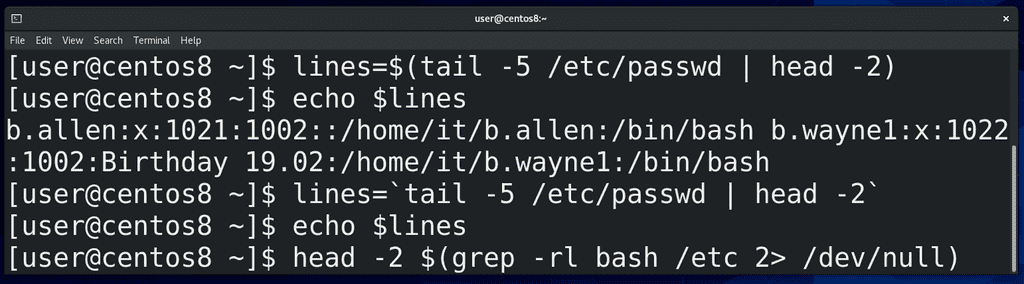 user@centos8:~
File Edit View Search Terminal Help
[user@centos8 ~]$ lines=$(tail -5 /etc/passwd | head -2)
[user@centos8 ~]$ echo $lines
b.allen:x:1021:1002::/home/it/b.allen:/bin/bash b.wayne1:x:1022
:1002:Birthday 19.02:/home/it/b.wayne1:/bin/bash
[user@centos8 ~]$ lines=`tail -5 /etc/passwd | head -2`
[user@centos8 ~]$ echo $lines
[user@centos8 ~]$ head -2 $(grep -rl bash /etc 2> /dev/null)